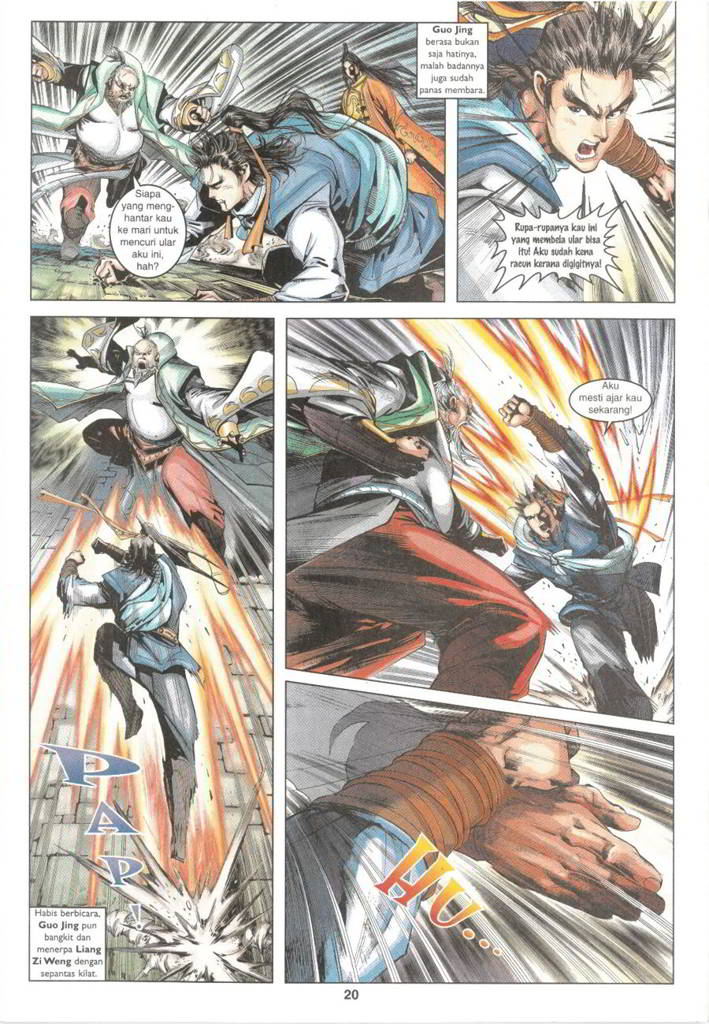 Siapa
yang meng-
hantar kau
ke mari untuk
mencuri ular
aku ini,
hah?
Guo Jing
berasa bukan
saja hatinya,
malah badannya
juga sudah
panas membara.
Rupa-rupanya kau ini
yang membela ular bisa
itu! Aku sudah kena
racun kerana digigitnya!
PAP!
Habis berbicara,
Guo Jing pun
bangkit dan
menerpa Liang
Zi Weng dengan
sepantas kilat.
Aku
mesti ajar kau
sekarang!
HU...
20